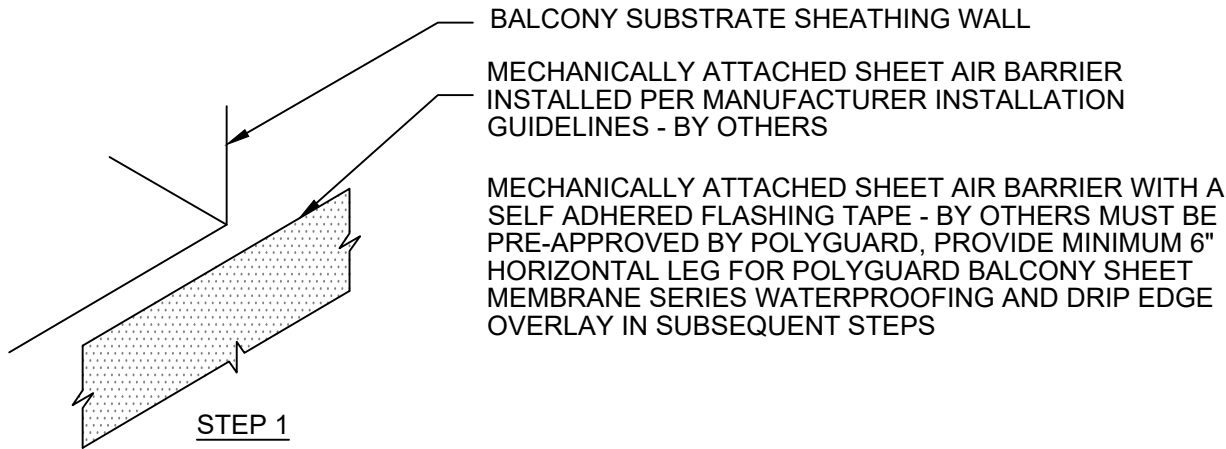 BALCONY SUBSTRATE SHEATHING WALL
MECHANICALLY ATTACHED SHEET AIR BARRIER
INSTALLED PER MANUFACTURER INSTALLATION
GUIDELINES - BY OTHERS
MECHANICALLY ATTACHED SHEET AIR BARRIER WITH A
SELF ADHERED FLASHING TAPE - BY OTHERS MUST BE
PRE-APPROVED BY POLYGUARD, PROVIDE MINIMUM 6"
HORIZONTAL LEG FOR POLYGUARD BALCONY SHEET
MEMBRANE SERIES WATERPROOFING AND DRIP EDGE
OVERLAY IN SUBSEQUENT STEPS
STEP 1